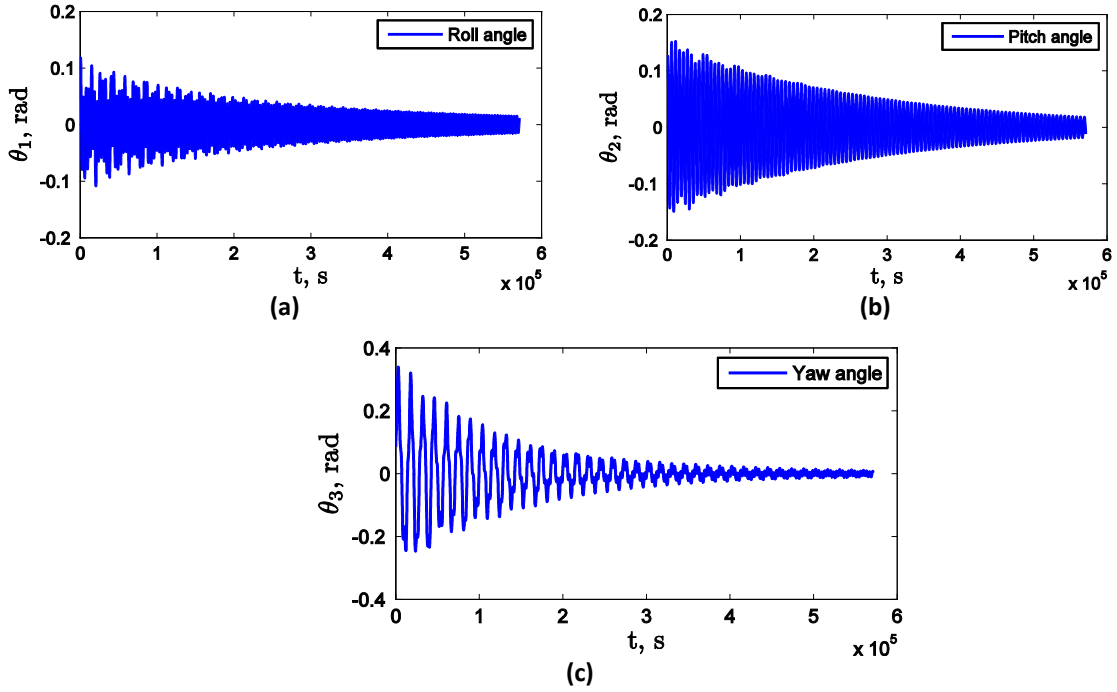 0.2
0.1
0
-0.1
-0.2
θ1, rad
Roll angle
0 1 2 3 4 5 6
t, s
x 10^5
(a)
0.2
0.1
0
-0.1
-0.2
θ2, rad
Pitch angle
0 1 2 3 4 5 6
t, s
x 10^5
(b)
0.4
0.2
0
-0.2
-0.4
θ3, rad
Yaw angle
0 1 2 3 4 5 6
t, s
x 10^5
(c)